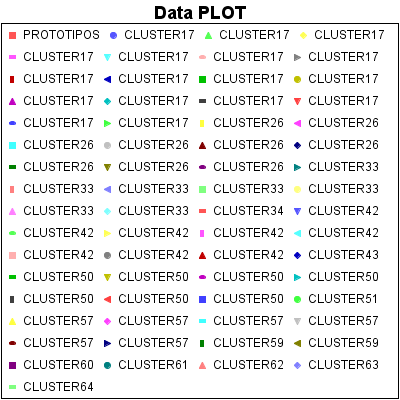 Data PLOT
PROTOTIPOS CLUSTER17 CLUSTER17 CLUSTER17
CLUSTER17 CLUSTER17 CLUSTER17 CLUSTER17
CLUSTER17 CLUSTER17 CLUSTER17 CLUSTER17
CLUSTER17 CLUSTER17 CLUSTER17 CLUSTER17
CLUSTER17 CLUSTER17 CLUSTER26 CLUSTER26
CLUSTER26 CLUSTER26 CLUSTER26 CLUSTER26
CLUSTER26 CLUSTER26 CLUSTER26 CLUSTER33
CLUSTER33 CLUSTER33 CLUSTER33 CLUSTER33
CLUSTER33 CLUSTER33 CLUSTER34 CLUSTER42
CLUSTER42 CLUSTER42 CLUSTER42 CLUSTER42
CLUSTER42 CLUSTER42 CLUSTER42 CLUSTER43
CLUSTER50 CLUSTER50 CLUSTER50 CLUSTER50
CLUSTER50 CLUSTER50 CLUSTER50 CLUSTER51
CLUSTER57 CLUSTER57 CLUSTER57 CLUSTER57
CLUSTER57 CLUSTER57 CLUSTER59 CLUSTER59
CLUSTER60 CLUSTER61 CLUSTER62 CLUSTER63
CLUSTER64